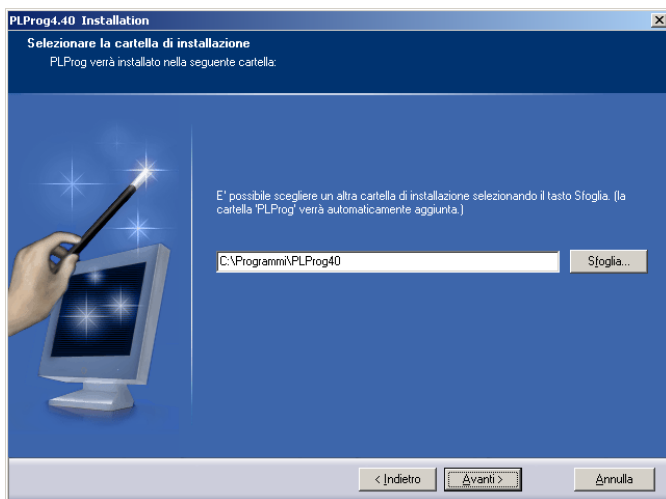 PLProg4.40 Installation
Selezionare la cartella di installazione
PLProg verrà installato nella seguente cartella:
E' possibile scegliere un altra cartella di installazione selezionando il tasto Sfoglia. (la
cartella 'PLProg' verrà automaticamente aggiunta.)
C:\Programmi\PLProg40
Sfoglia...
< Indietro
Avanti >
Annulla